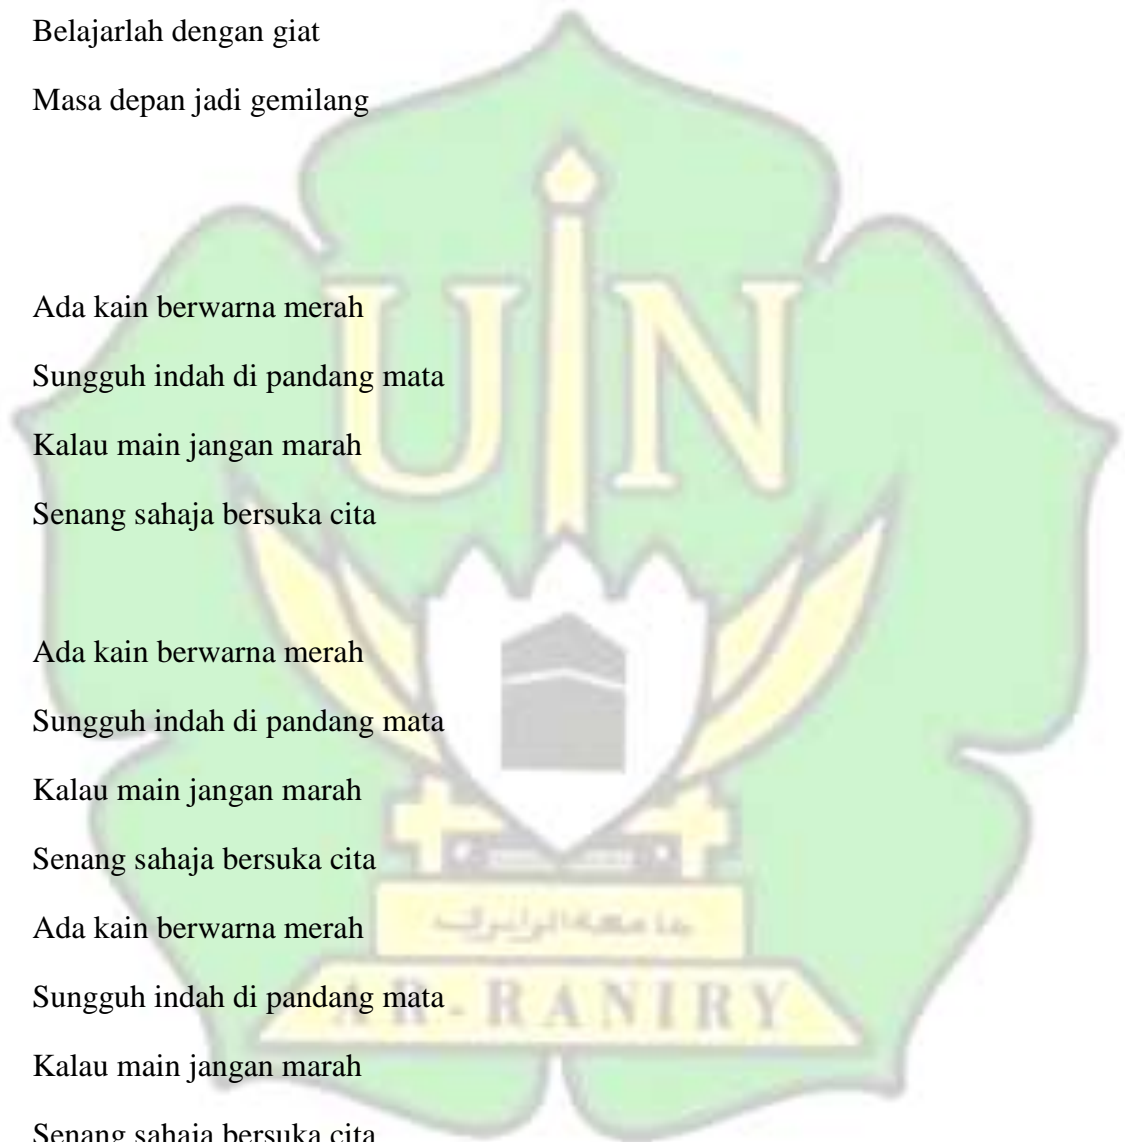 Belajarlah dengan giat
Masa depan jadi gemilang
Ada kain berwarna merah
UIN
Sungguh indah di pandang mata
Kalau main jangan marah
Senang sahaja bersuka cita
Ada kain berwarna merah
Sungguh indah di pandang mata
Kalau main jangan marah
Senang sahaja bersuka cita
Ada kain berwarna merah
جامعة الرانري
Sungguh indah di pandang mata
AR-RANIRY
Kalau main jangan marah
Senang sahaja bersuka cita